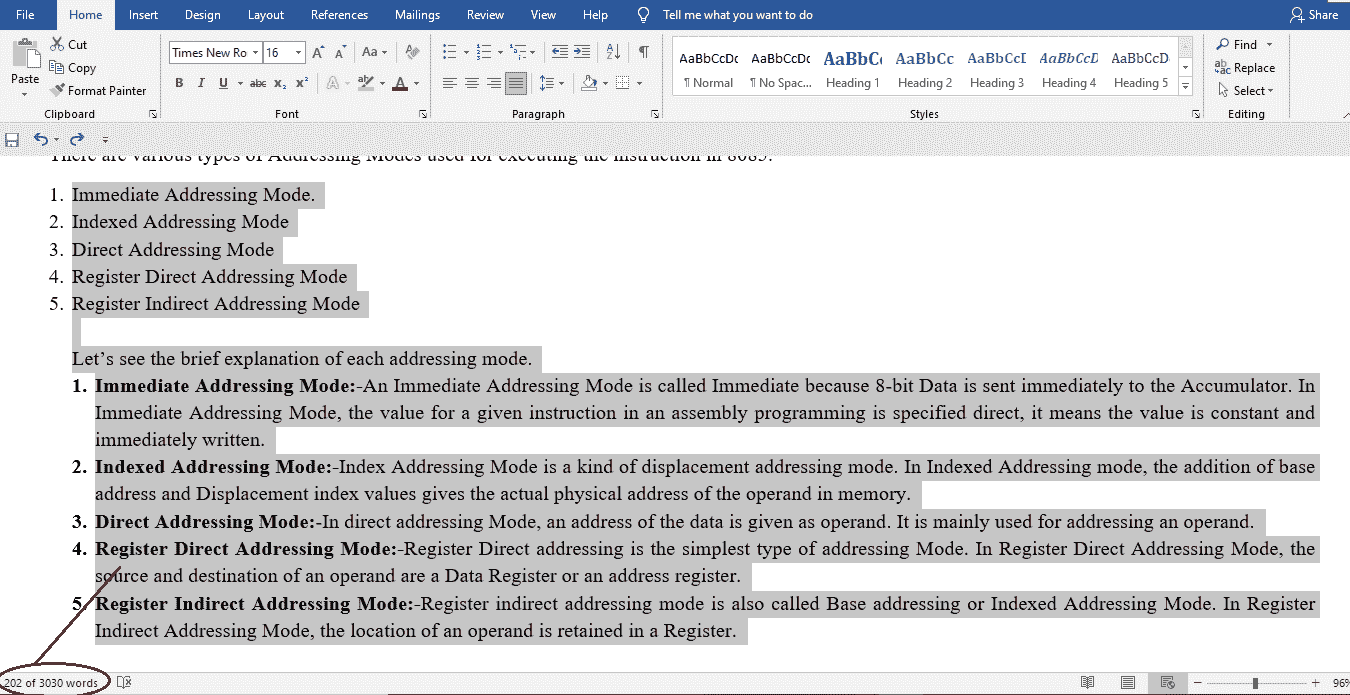 File Home Insert Design Layout References Mailings Review View Help Tell me what you want to do Share
Paste Cut Copy Format Painter
Times New Ro 16 Aa
B I U abc x₂ x² A ab A
AaBbCcDc AaBbCcDc AaBbC AaBbCc AaBbCcD AaBbCcD AaBbCcD
¶ Normal ¶ No Spac... Heading 1 Heading 2 Heading 3 Heading 4 Heading 5
Find
Replace
Select
Clipboard Font Paragraph Styles Editing
There are various types of Addressing Modes used for executing the instruction in 8085.
1. Immediate Addressing Mode.
2. Indexed Addressing Mode
3. Direct Addressing Mode
4. Register Direct Addressing Mode
5. Register Indirect Addressing Mode
Let’s see the brief explanation of each addressing mode.
1. Immediate Addressing Mode:-An Immediate Addressing Mode is called Immediate because 8-bit Data is sent immediately to the Accumulator. In
Immediate Addressing Mode, the value for a given instruction in an assembly programming is specified direct, it means the value is constant and
immediately written.
2. Indexed Addressing Mode:-Index Addressing Mode is a kind of displacement addressing mode. In Indexed Addressing mode, the addition of base
address and Displacement index values gives the actual physical address of the operand in memory.
3. Direct Addressing Mode:-In direct addressing Mode, an address of the data is given as operand. It is mainly used for addressing an operand.
4. Register Direct Addressing Mode:-Register Direct addressing is the simplest type of addressing Mode. In Register Direct Addressing Mode, the
source and destination of an operand are a Data Register or an address register.
5. Register Indirect Addressing Mode:-Register indirect addressing mode is also called Base addressing or Indexed Addressing Mode. In Register
Indirect Addressing Mode, the location of an operand is retained in a Register.
202 of 3030 words 96%